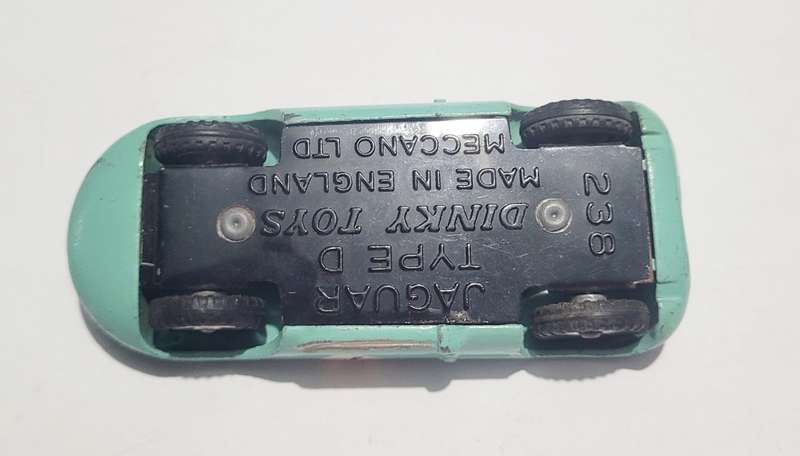 JAGUAR
TYPE D
DINKY TOYS
MADE IN ENGLAND
MECCANO LTD
238